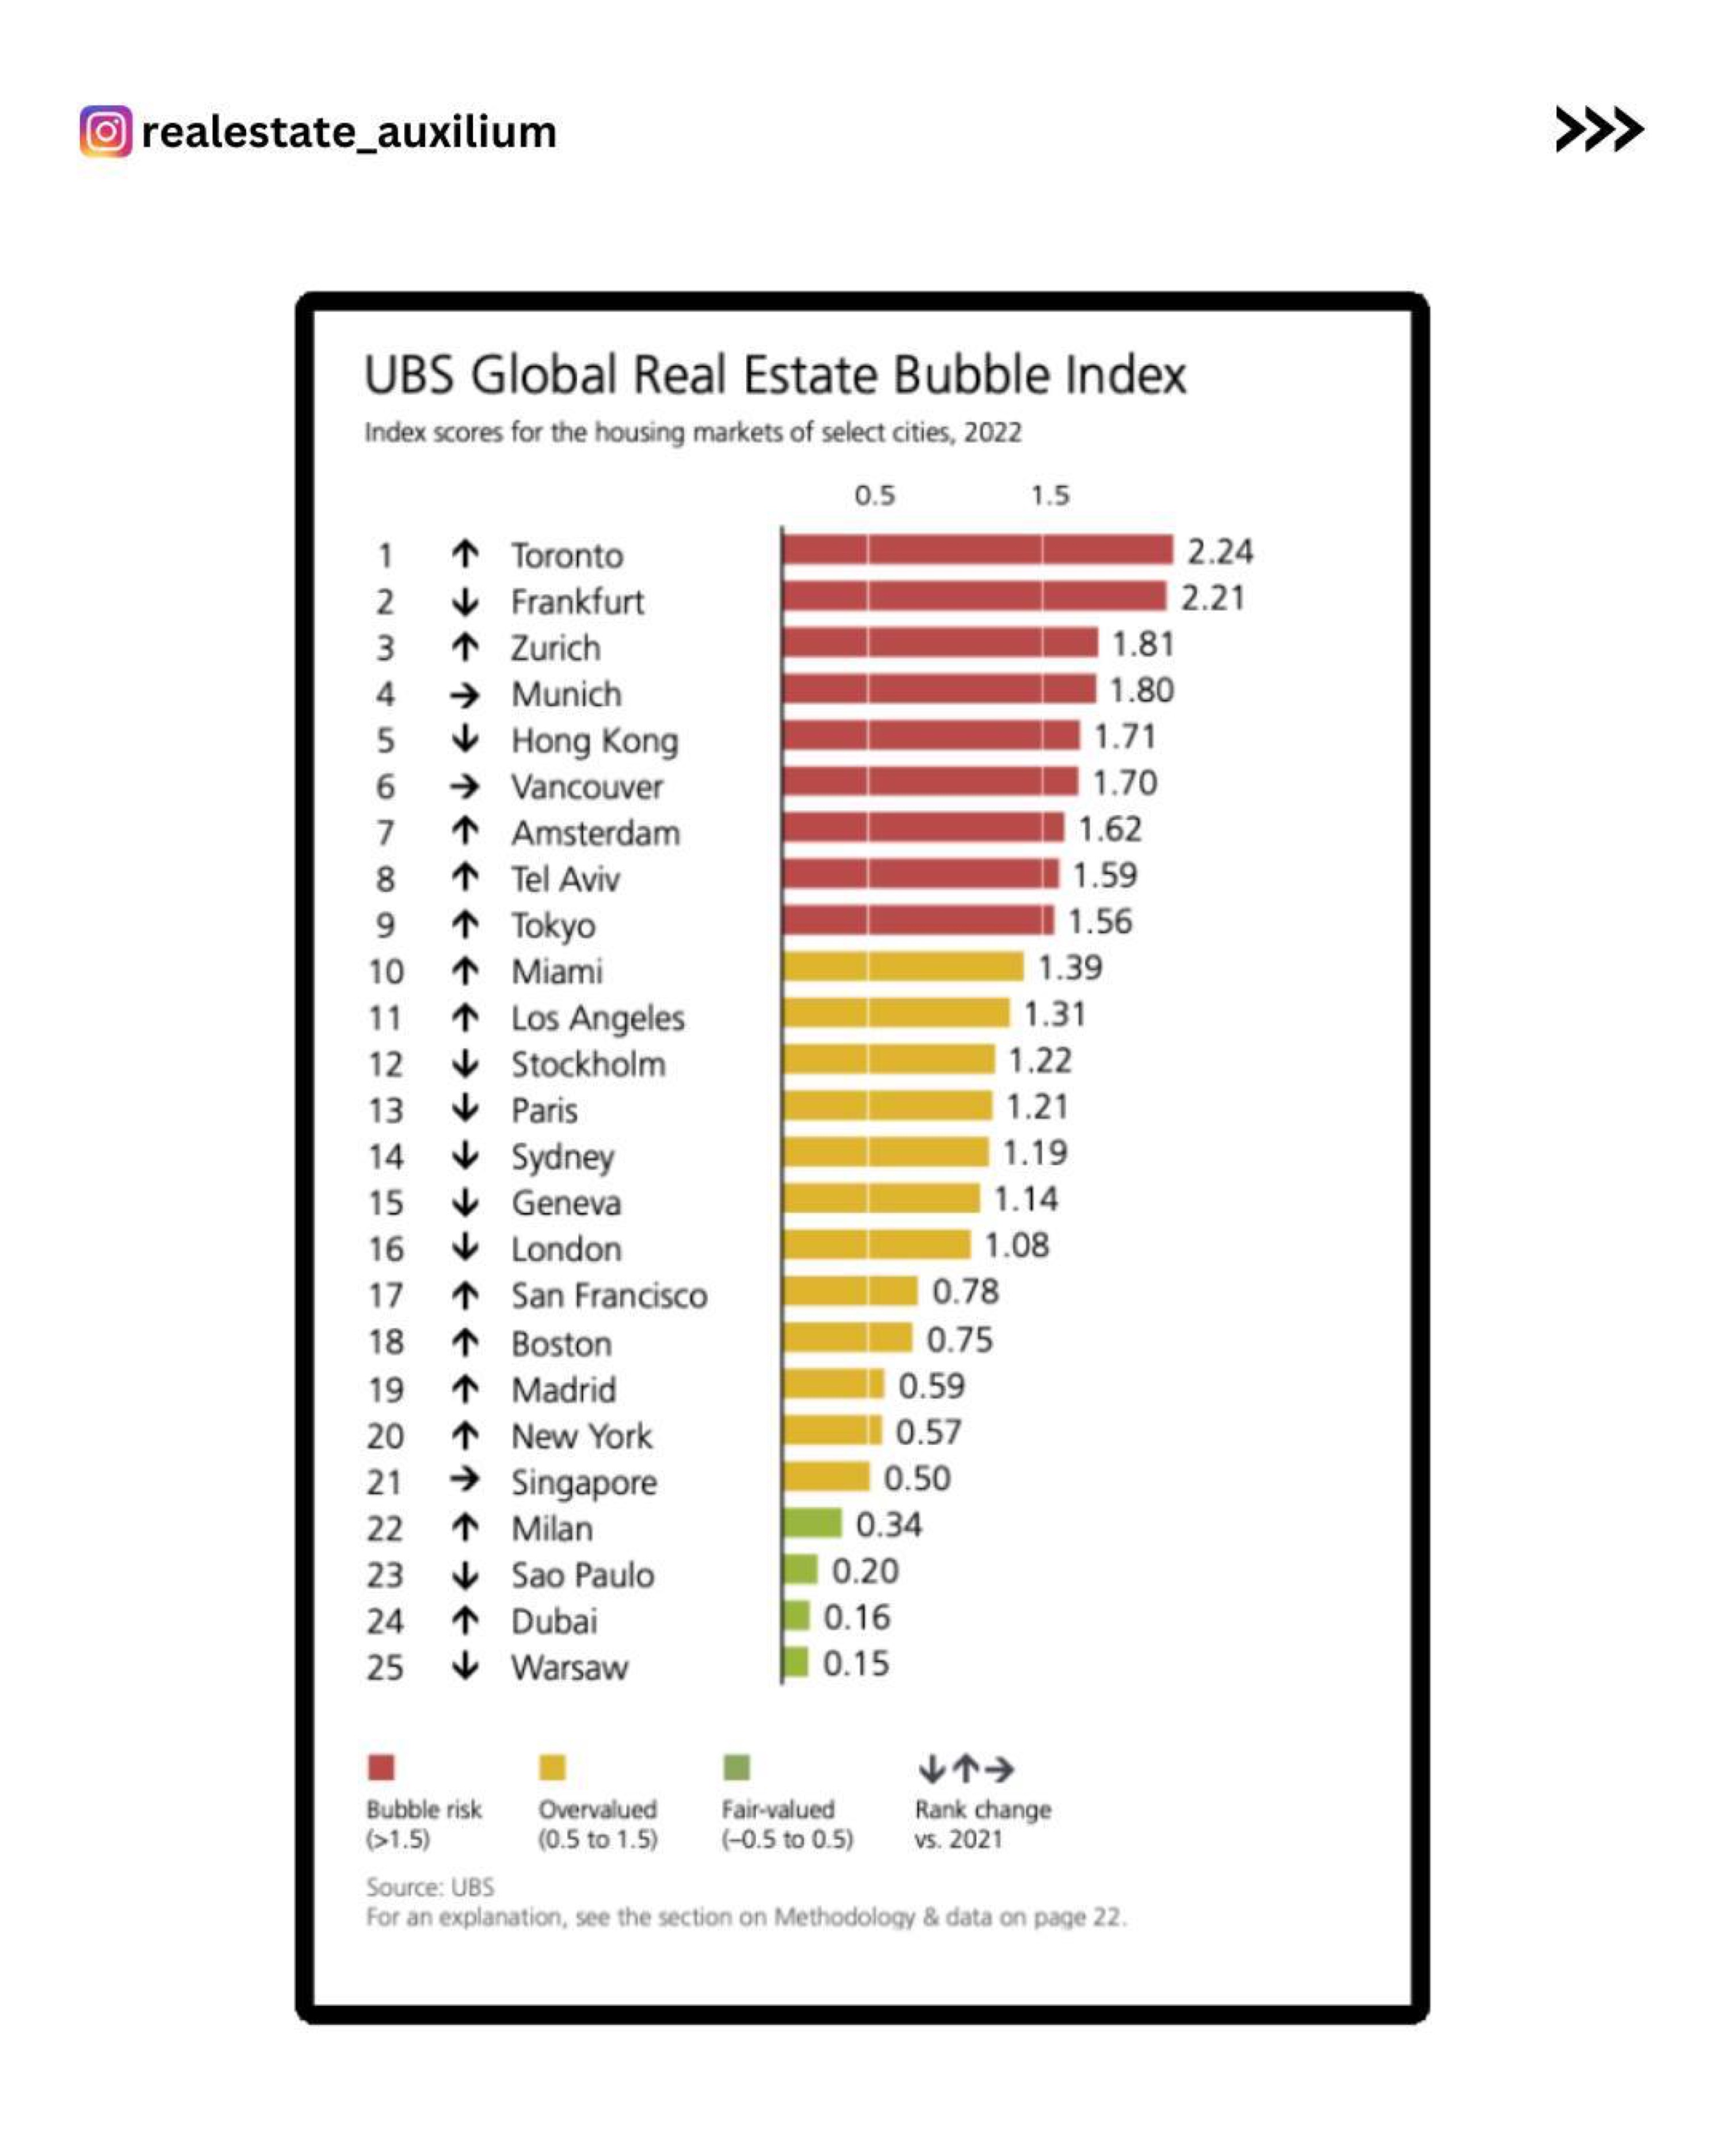 realestate_auxilium
UBS Global Real Estate Bubble Index
Index scores for the housing markets of select cities, 2022
0.5 1.5
1 ↑ Toronto 2.24
2 ↓ Frankfurt 2.21
3 ↑ Zurich 1.81
4 → Munich 1.80
5 ↓ Hong Kong 1.71
6 → Vancouver 1.70
7 ↑ Amsterdam 1.62
8 ↑ Tel Aviv 1.59
9 ↑ Tokyo 1.56
10 ↑ Miami 1.39
11 ↑ Los Angeles 1.31
12 ↓ Stockholm 1.22
13 ↓ Paris 1.21
14 ↓ Sydney 1.19
15 ↓ Geneva 1.14
16 ↓ London 1.08
17 ↑ San Francisco 0.78
18 ↑ Boston 0.75
19 ↑ Madrid 0.59
20 ↑ New York 0.57
21 → Singapore 0.50
22 ↑ Milan 0.34
23 ↓ Sao Paulo 0.20
24 ↑ Dubai 0.16
25 ↓ Warsaw 0.15
↓↑→
Bubble risk Overvalued Fair-valued Rank change
(>1.5) (0.5 to 1.5) (–0.5 to 0.5) vs. 2021
Source: UBS
For an explanation, see the section on Methodology & data on page 22.